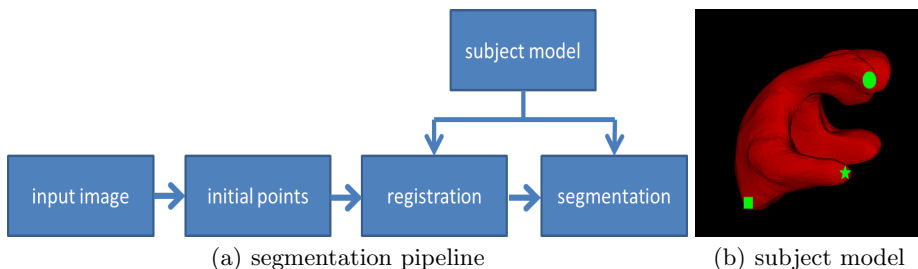 subject model
input image
initial points
registration
segmentation
(a) segmentation pipeline
(b) subject model